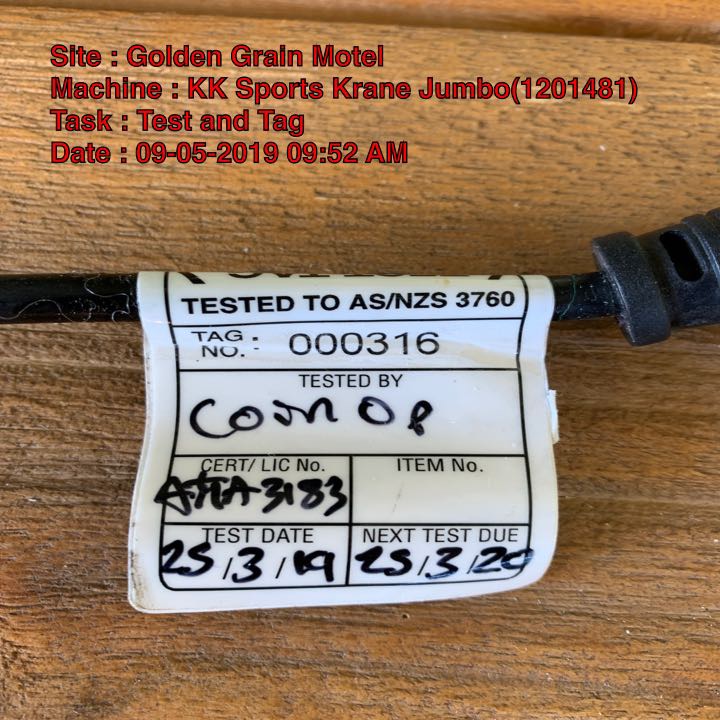 Site : Golden Grain Motel
Machine : KK Sports Krane Jumbo(1201481)
Task : Test and Tag
Date : 09-05-2019 09:52 AM
TESTED TO AS/NZS 3760
TAG NO. : 000316
TESTED BY
COIN OP
CERT/ LIC No.
ITEM No.
TEST DATE
NEXT TEST DUE
25/3/19
25/3/20